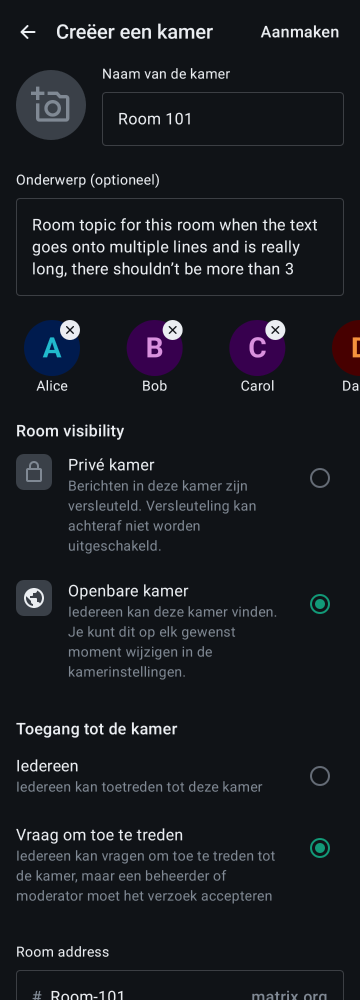 Creëer een kamer
Aanmaken
Naam van de kamer
Room 101
Onderwerp (optioneel)
Room topic for this room when the text
goes onto multiple lines and is really
long, there shouldn’t be more than 3
A
B
C
D
Alice
Bob
Carol
Da
Room visibility
Privé kamer
Berichten in deze kamer zijn
versleuteld. Versleuteling kan
achteraf niet worden
uitgeschakeld.
Openbare kamer
Iedereen kan deze kamer vinden.
Je kunt dit op elk gewenst
moment wijzigen in de
kamerinstellingen.
Toegang tot de kamer
Iedereen
Iedereen kan toetreden tot deze kamer
Vraag om toe te treden
Iedereen kan vragen om toe te treden tot
de kamer, maar een beheerder of
moderator moet het verzoek accepteren
Room address
# Room-101
matrix.org